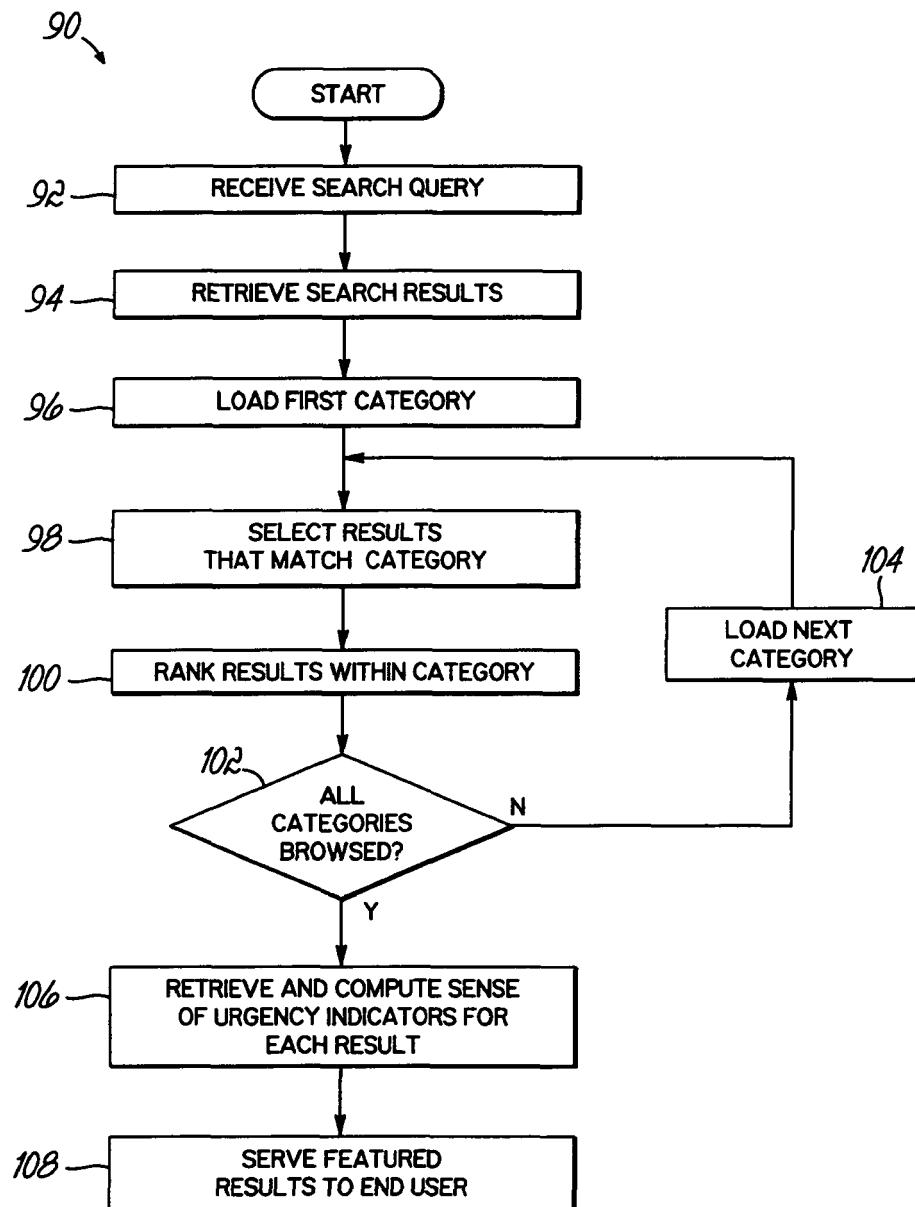 90
START
92
RECEIVE SEARCH QUERY
94
RETRIEVE SEARCH RESULTS
96
LOAD FIRST CATEGORY
98
SELECT RESULTS
THAT MATCH CATEGORY
104
LOAD NEXT
CATEGORY
100
RANK RESULTS WITHIN CATEGORY
102
ALL
CATEGORIES
BROWSED?
N
Y
106
RETRIEVE AND COMPUTE SENSE
OF URGENCY INDICATORS FOR
EACH RESULT
108
SERVE FEATURED
RESULTS TO END USER